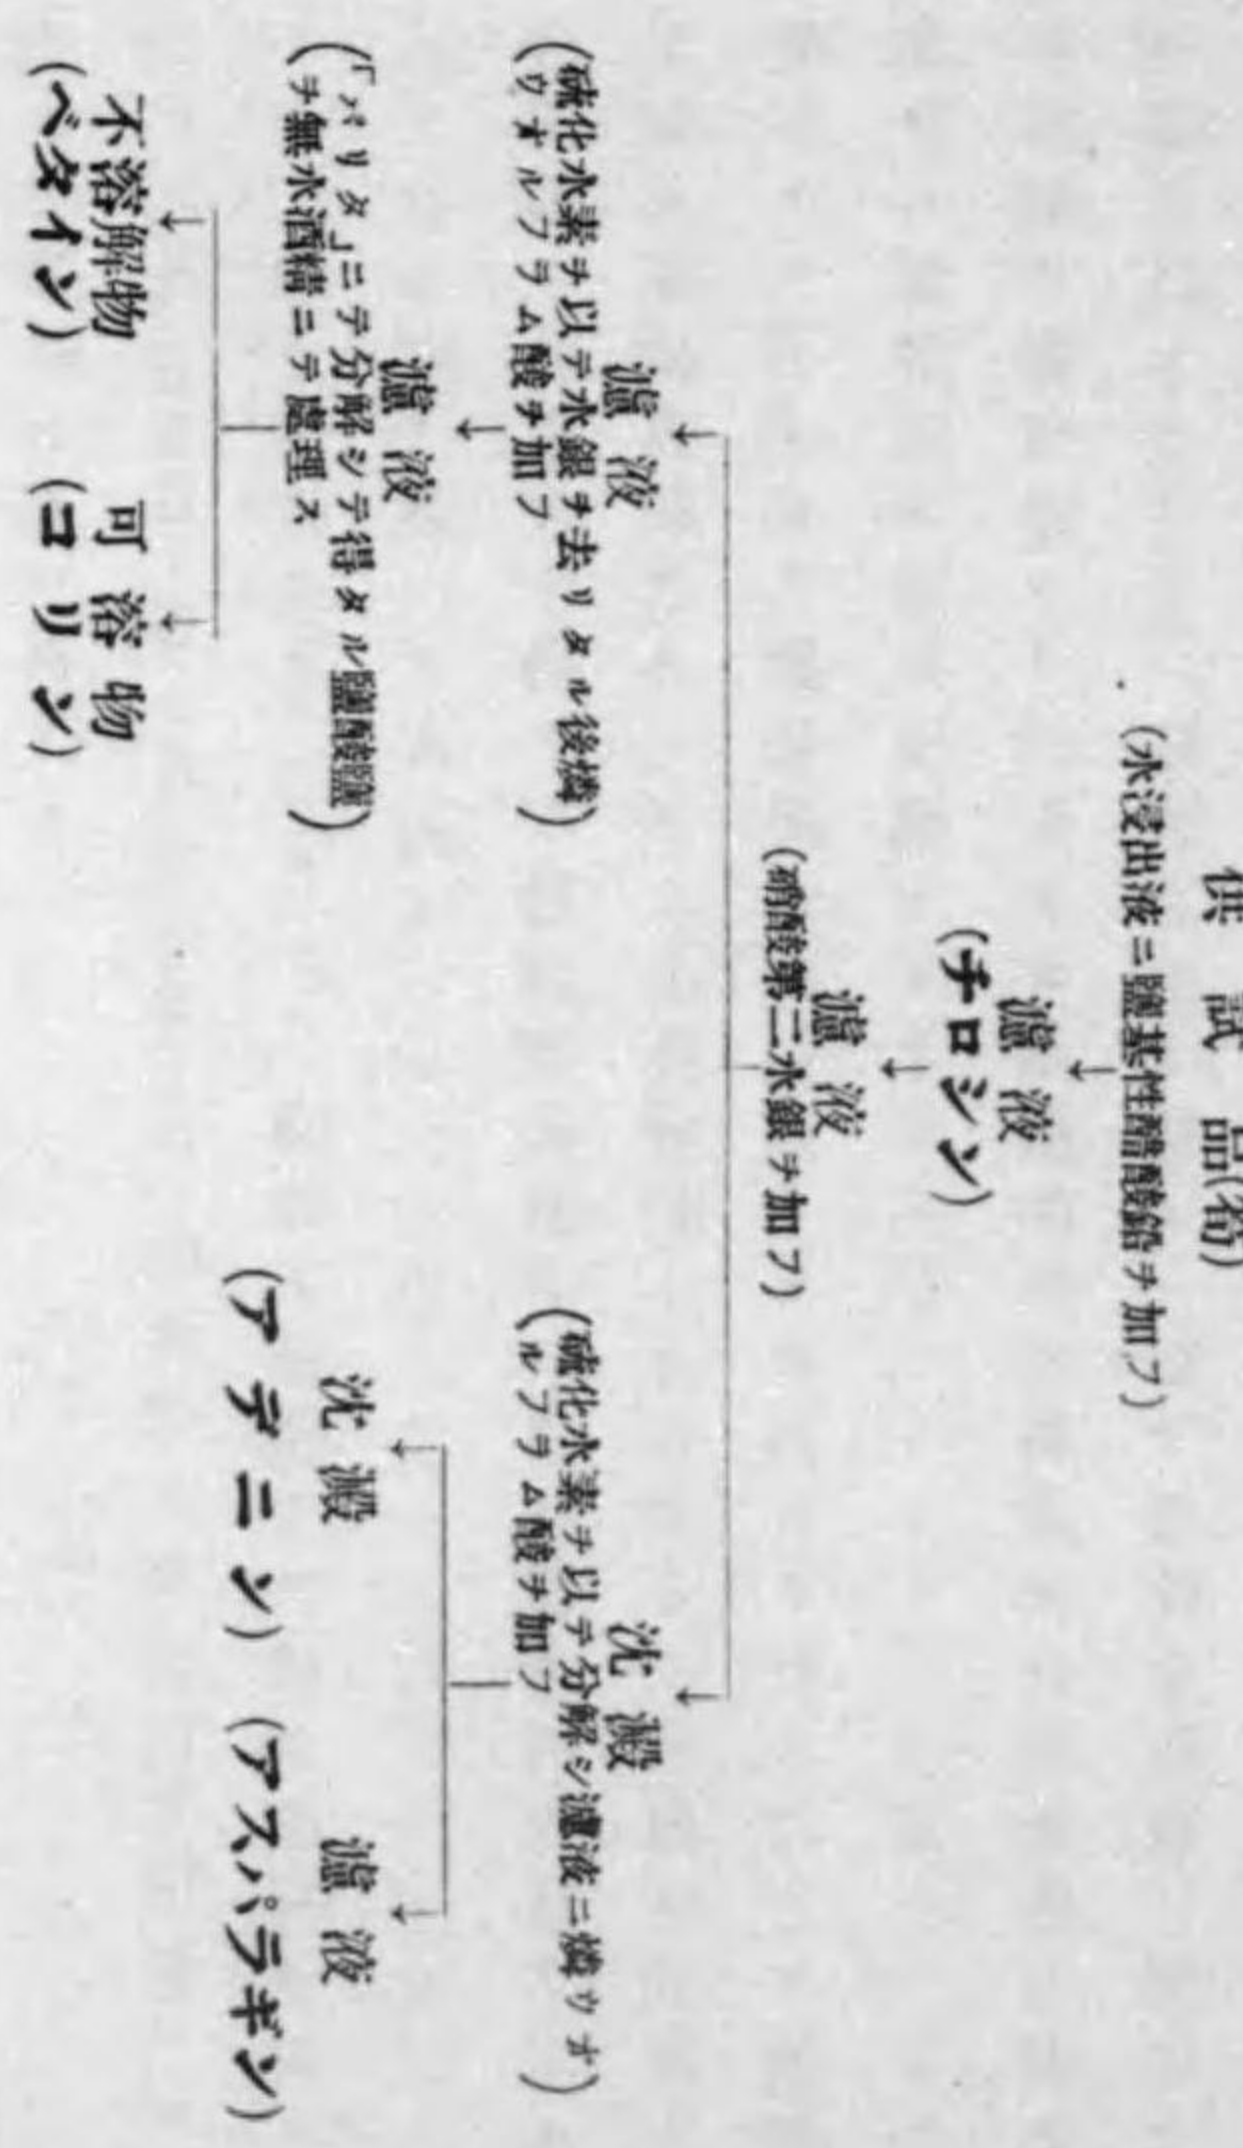 供試品(筍)
(水浸出液ニ鹽基性醋酸鉛ヲ加フ)
濾液
(チロシン)
濾液
(硝酸第二水銀ヲ加フ)
濾液
(硫化水素ヲ以テ水銀ヲ去リタル後燐
ウオルフラム酸ヲ加フ)
濾液
(「バリタ」ニテ分解シテ得タル鹽酸鹽
ヲ無水酒精ニテ處理ス)
不溶解物
(ベタイン)
可溶物
(コリン)
沈澱
(硫化水素ヲ以テ分解シ濾液ニ燐ウオ
ルフラム酸ヲ加フ)
沈澱
(アデニン)
濾液
(アスパラギン)